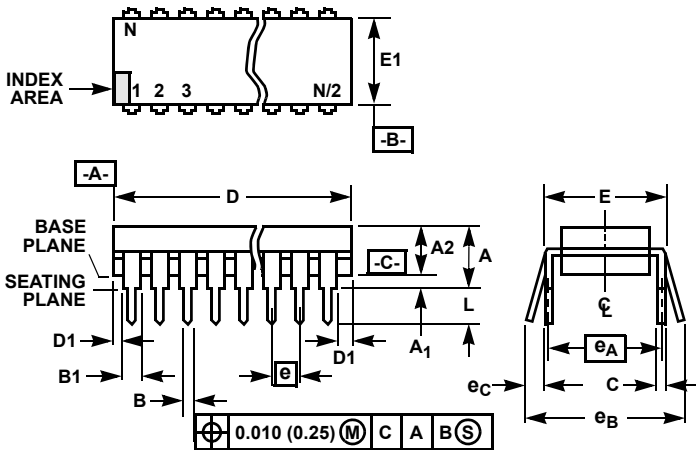 N
E1
INDEX
AREA
1 2 3 N/2
-B-
-A-
D
E
BASE
PLANE
A2
A
-C-
SEATING
PLANE
L
℄
D1
A1
D1
eA
B1
e
eC
C
B
eB
0.010 (0.25) Ⓜ C A B Ⓢ